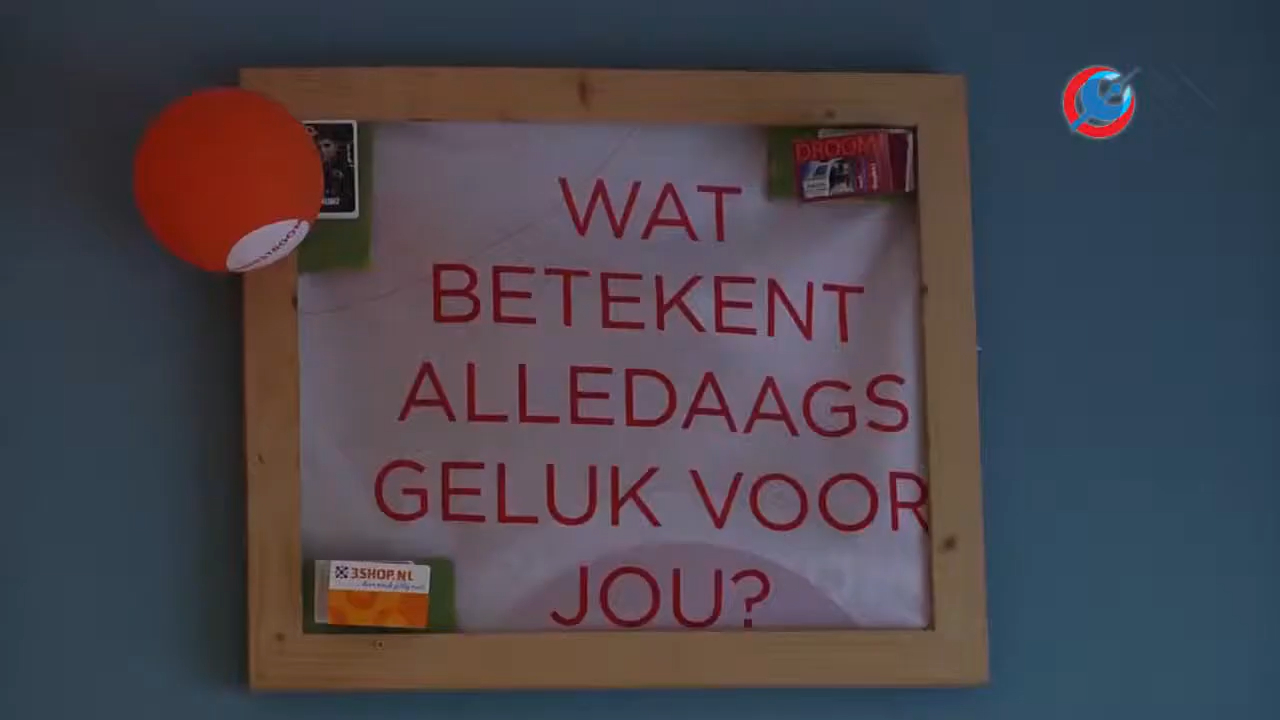 WAT
BETEKENT
ALLEDAAGS
GELUK VOOR
JOU?
DROOM
3SHOP.NL